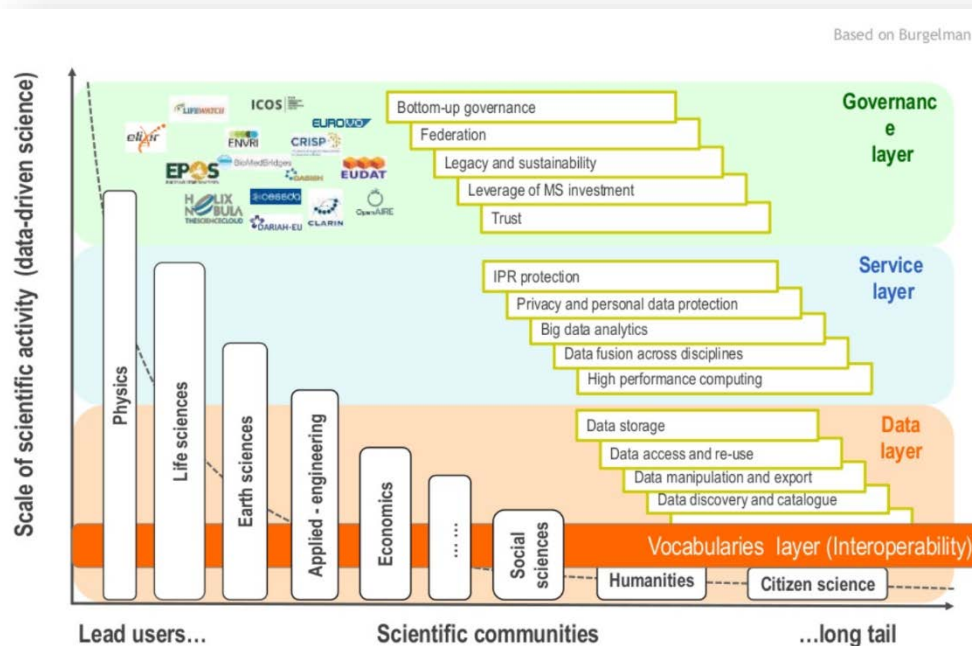 Based on Burgelman
Scale of scientific activity (data-driven science)
LIFEWATCH
ICOS
EUROVO
elixir
ENVRI
CRISP
BioMedBridges
EPOS
EUDAT
HELIX
NEBULA
THESCIENCECLOUD
cessda
DARIAH-EU
CLARIN
OpenAIRE
Bottom-up governance
Federation
Legacy and sustainability
Leverage of MS investment
Trust
Governanc
e
layer
IPR protection
Privacy and personal data protection
Big data analytics
Data fusion across disciplines
High performance computing
Service
layer
Data storage
Data access and re-use
Data manipulation and export
Data discovery and catalogue
Data
layer
Vocabularies layer (Interoperability)
Physics
Life sciences
Earth sciences
Applied - engineering
Economics
... ...
Social
sciences
Humanities
Citizen science
Lead users...
Scientific communities
...long tail